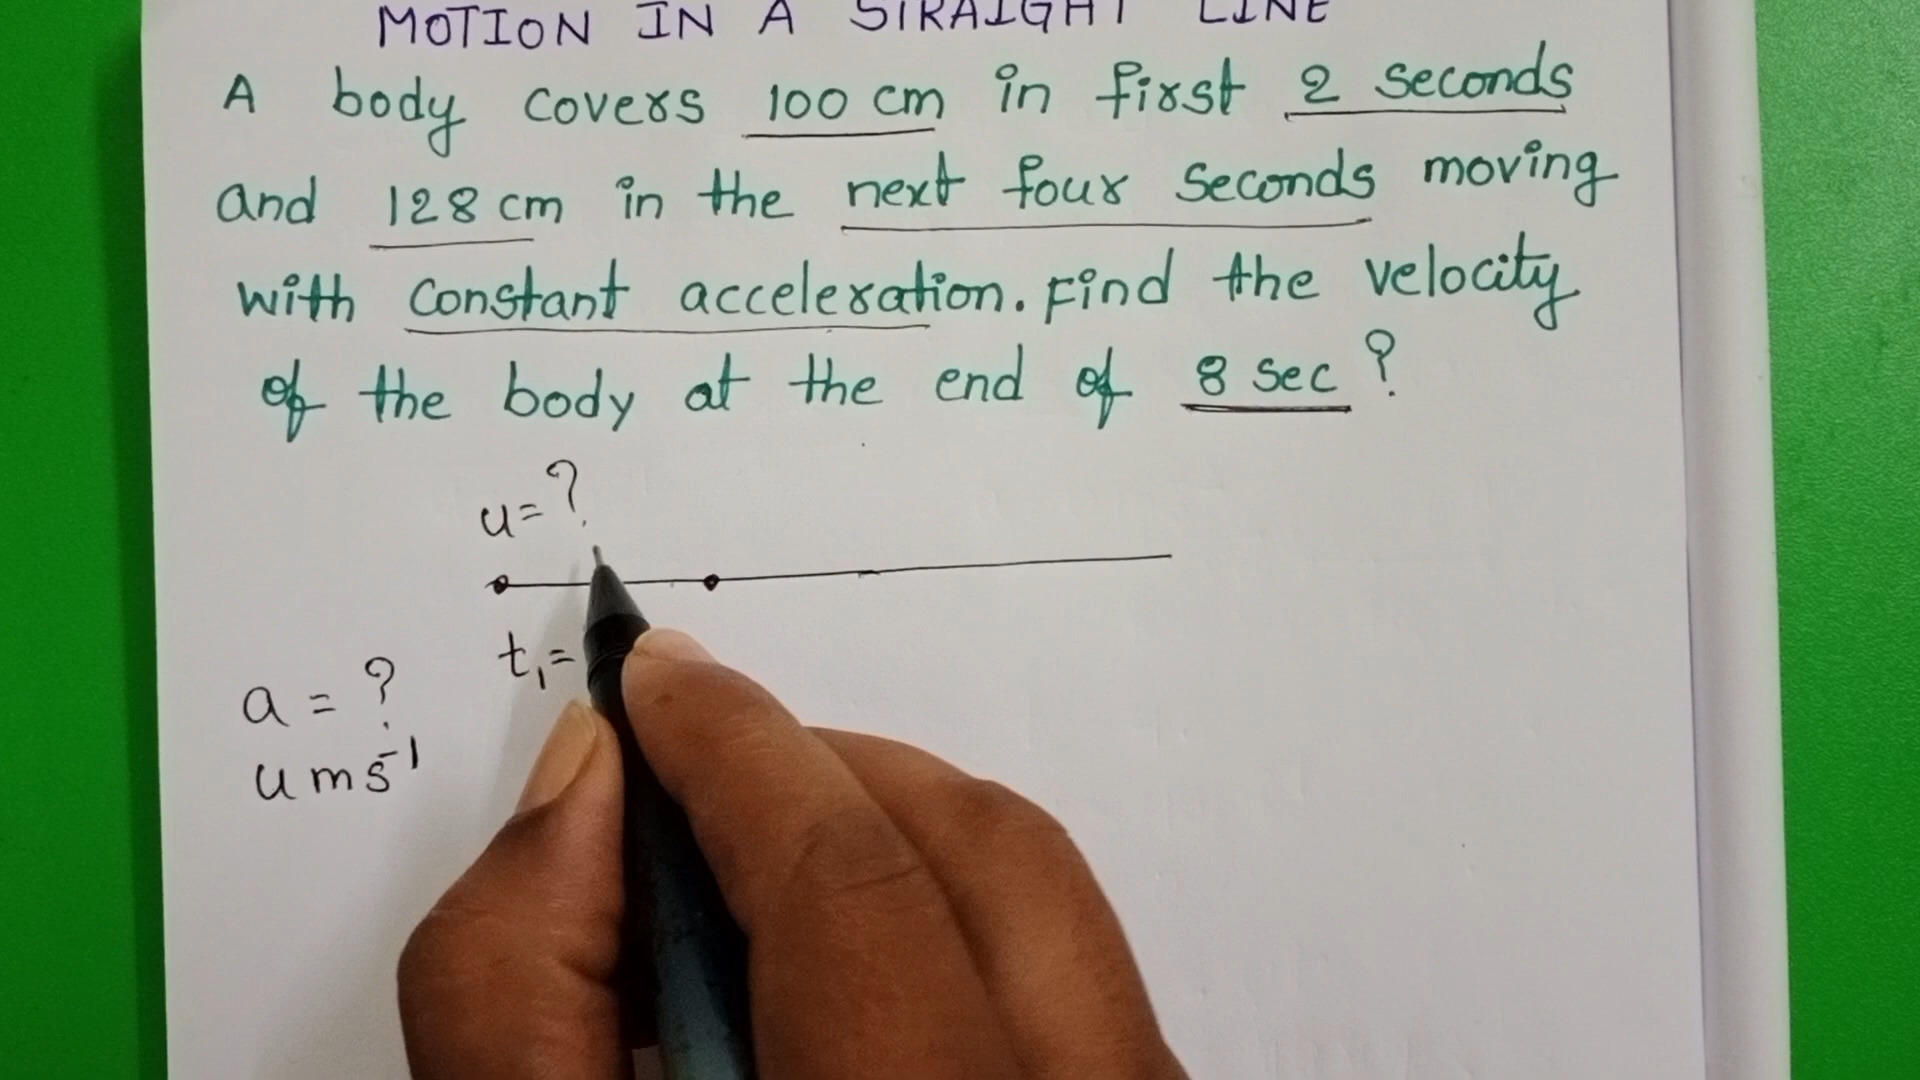 MOTION IN A STRAIGHT LINE
A body covers 100 cm in first 2 seconds
and 128 cm in the next four seconds moving
with constant acceleration. Find the velocity
of the body at the end of 8 sec ?
u = ?
t₁ =
a = ?
u m s⁻¹